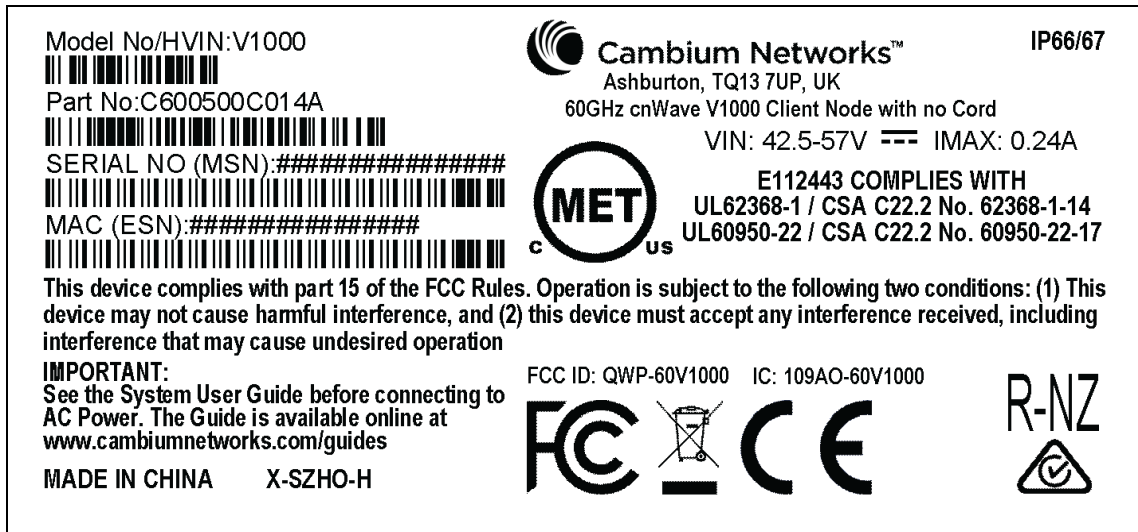 Model No/HVIN:V1000
Part No:C600500C014A
SERIAL NO (MSN):################
MAC (ESN):################
Cambium Networks™
IP66/67
Ashburton, TQ13 7UP, UK
60GHz cnWave V1000 Client Node with no Cord
VIN: 42.5-57V IMAX: 0.24A
MET
C US
E112443 COMPLIES WITH
UL62368-1 / CSA C22.2 No. 62368-1-14
UL60950-22 / CSA C22.2 No. 60950-22-17
This device complies with part 15 of the FCC Rules. Operation is subject to the following two conditions: (1) This
device may not cause harmful interference, and (2) this device must accept any interference received, including
interference that may cause undesired operation
IMPORTANT:
See the System User Guide before connecting to
AC Power. The Guide is available online at
www.cambiumnetworks.com/guides
MADE IN CHINA X-SZHO-H
FCC ID: QWP-60V1000 IC: 109AO-60V1000
FC CE
R-NZ